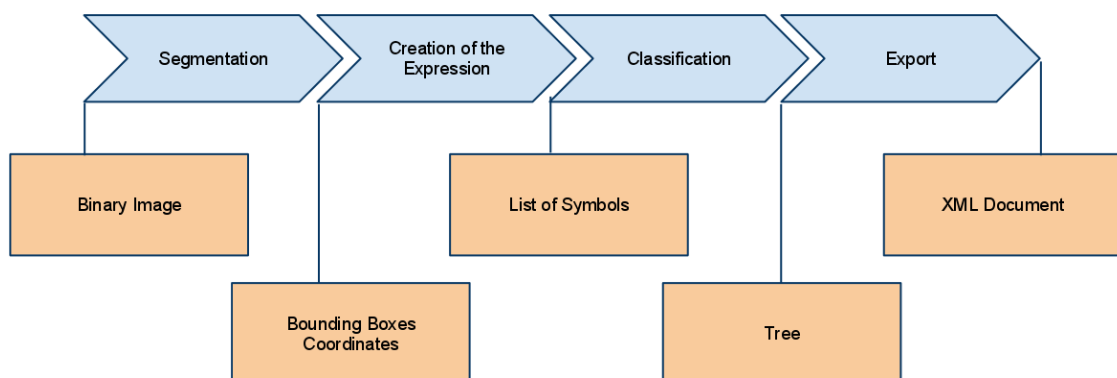 Segmentation
Creation of the
Expression
Classification
Export
Binary Image
List of Symbols
XML Document
Bounding Boxes
Coordinates
Tree